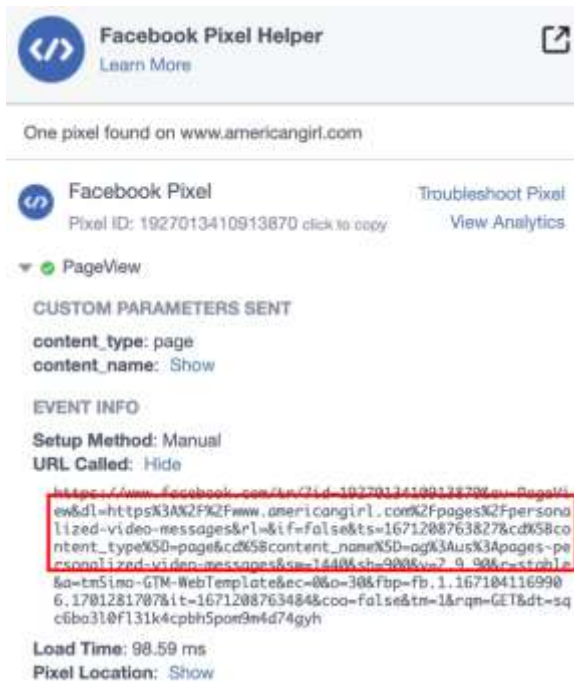 Facebook Pixel Helper
Learn More
One pixel found on www.americangirl.com
Facebook Pixel
Troubleshoot Pixel
Pixel ID: 1927013410913870 click to copy
View Analytics
PageView
CUSTOM PARAMETERS SENT
content_type: page
content_name: Show
EVENT INFO
Setup Method: Manual
URL Called: Hide
https://www.facebook.com/tr/?id=1927013410913870&ev=PageVi
ew&dl=https%3A%2F%2Fwww.americangirl.com%2Fpages%2Fpersona
lized-video-messages&rl=&if=false&ts=1671208763827&cd%5Bco
ntent_type%5D=page&cd%5Bcontent_name%5D=ag%3Aus%3Apages-pe
rsonalized-video-messages&sw=1440&sh=900&v=2.9.90&r=stable
&a=tmSimo-GTM-WebTemplate&ec=0&o=30&fbp=fb.1.167104116990
6.1701281707&it=1671208763484&coo=false&tm=1&rqm=GET&dt=sq
c6bo3l0fl31k4cpbh5pom9m4d74gyh
Load Time: 98.59 ms
Pixel Location: Show